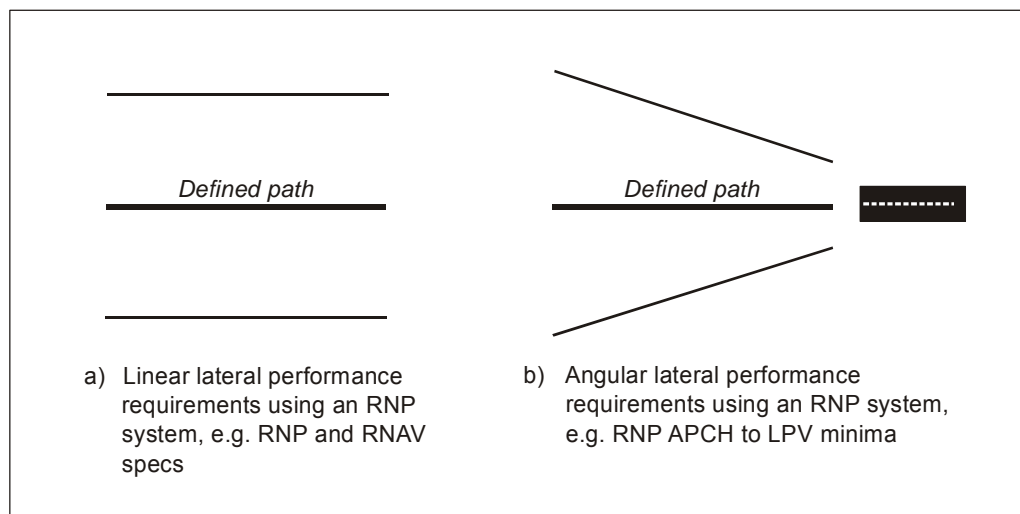 Defined path
Defined path
a) Linear lateral performance
requirements using an RNP
system, e.g. RNP and RNAV
specs
b) Angular lateral performance
requirements using an RNP system,
e.g. RNP APCH to LPV minima